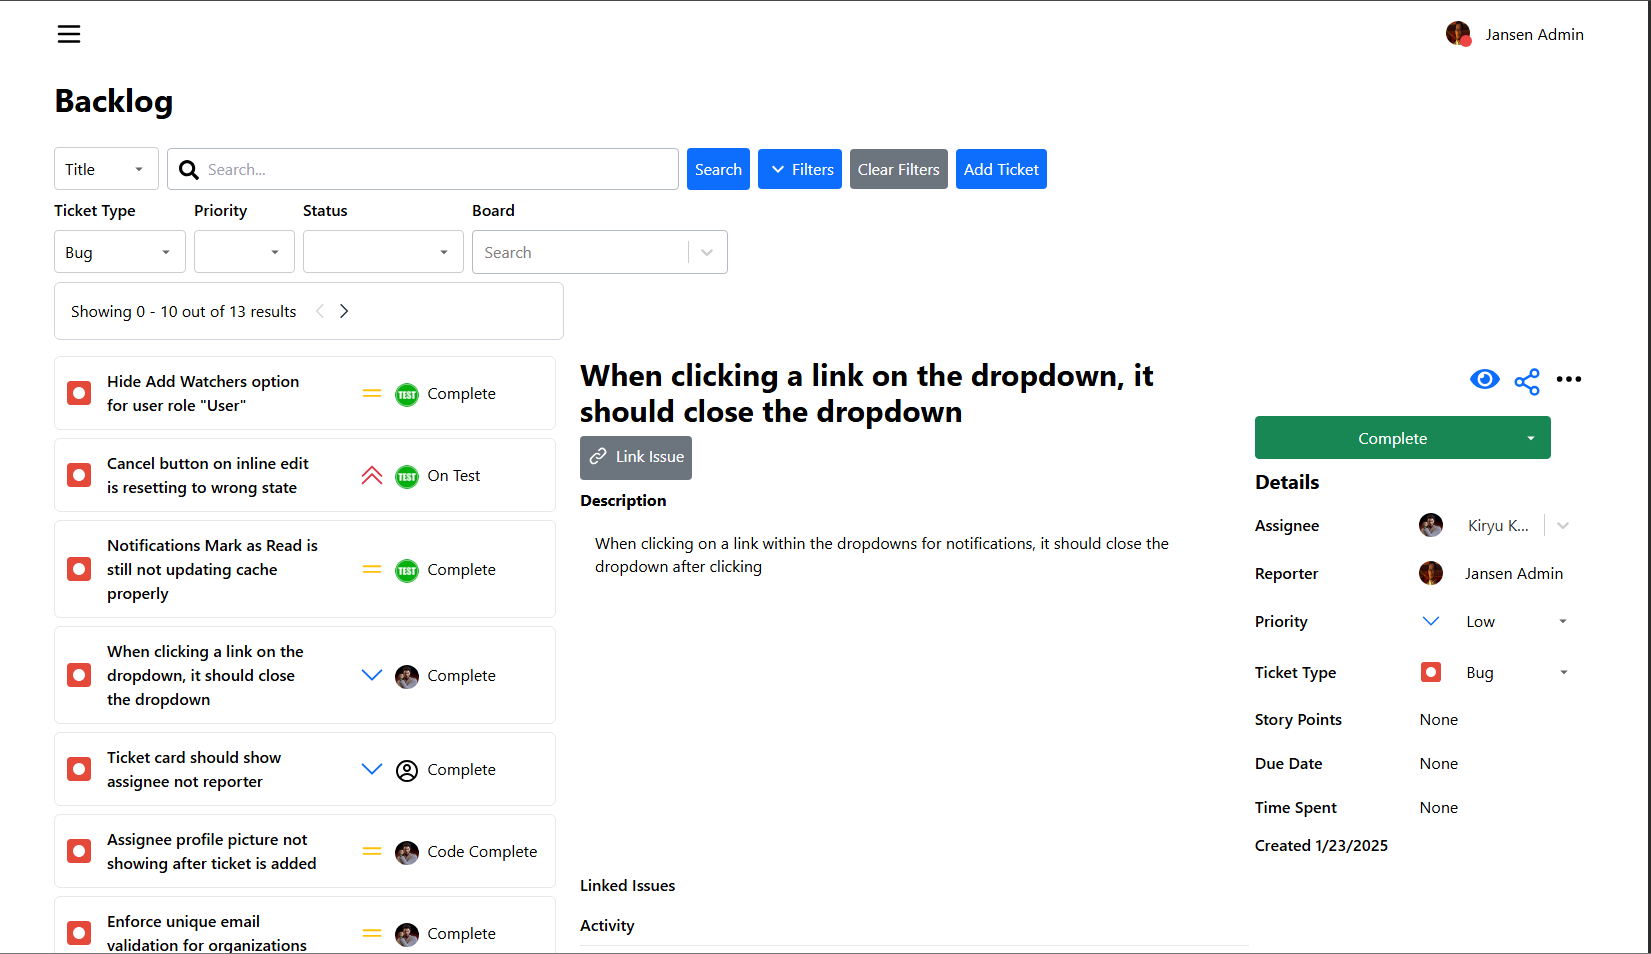 Jansen Admin
Backlog
Title
Search...
Search
Filters
Clear Filters
Add Ticket
Ticket Type
Priority
Status
Board
Bug
Search
Showing 0 - 10 out of 13 results
Hide Add Watchers option
for user role "User"
TEST
Complete
Cancel button on inline edit
is resetting to wrong state
TEST
On Test
Notifications Mark as Read is
still not updating cache
properly
TEST
Complete
When clicking a link on the
dropdown, it should close
the dropdown
Complete
Ticket card should show
assignee not reporter
Complete
Assignee profile picture not
showing after ticket is added
Code Complete
Enforce unique email
validation for organizations
Complete
When clicking a link on the dropdown, it
should close the dropdown
Link Issue
Description
When clicking on a link within the dropdowns for notifications, it should close the
dropdown after clicking
Linked Issues
Activity
Complete
Details
Assignee
Kiryu K...
Reporter
Jansen Admin
Priority
Low
Ticket Type
Bug
Story Points
None
Due Date
None
Time Spent
None
Created 1/23/2025